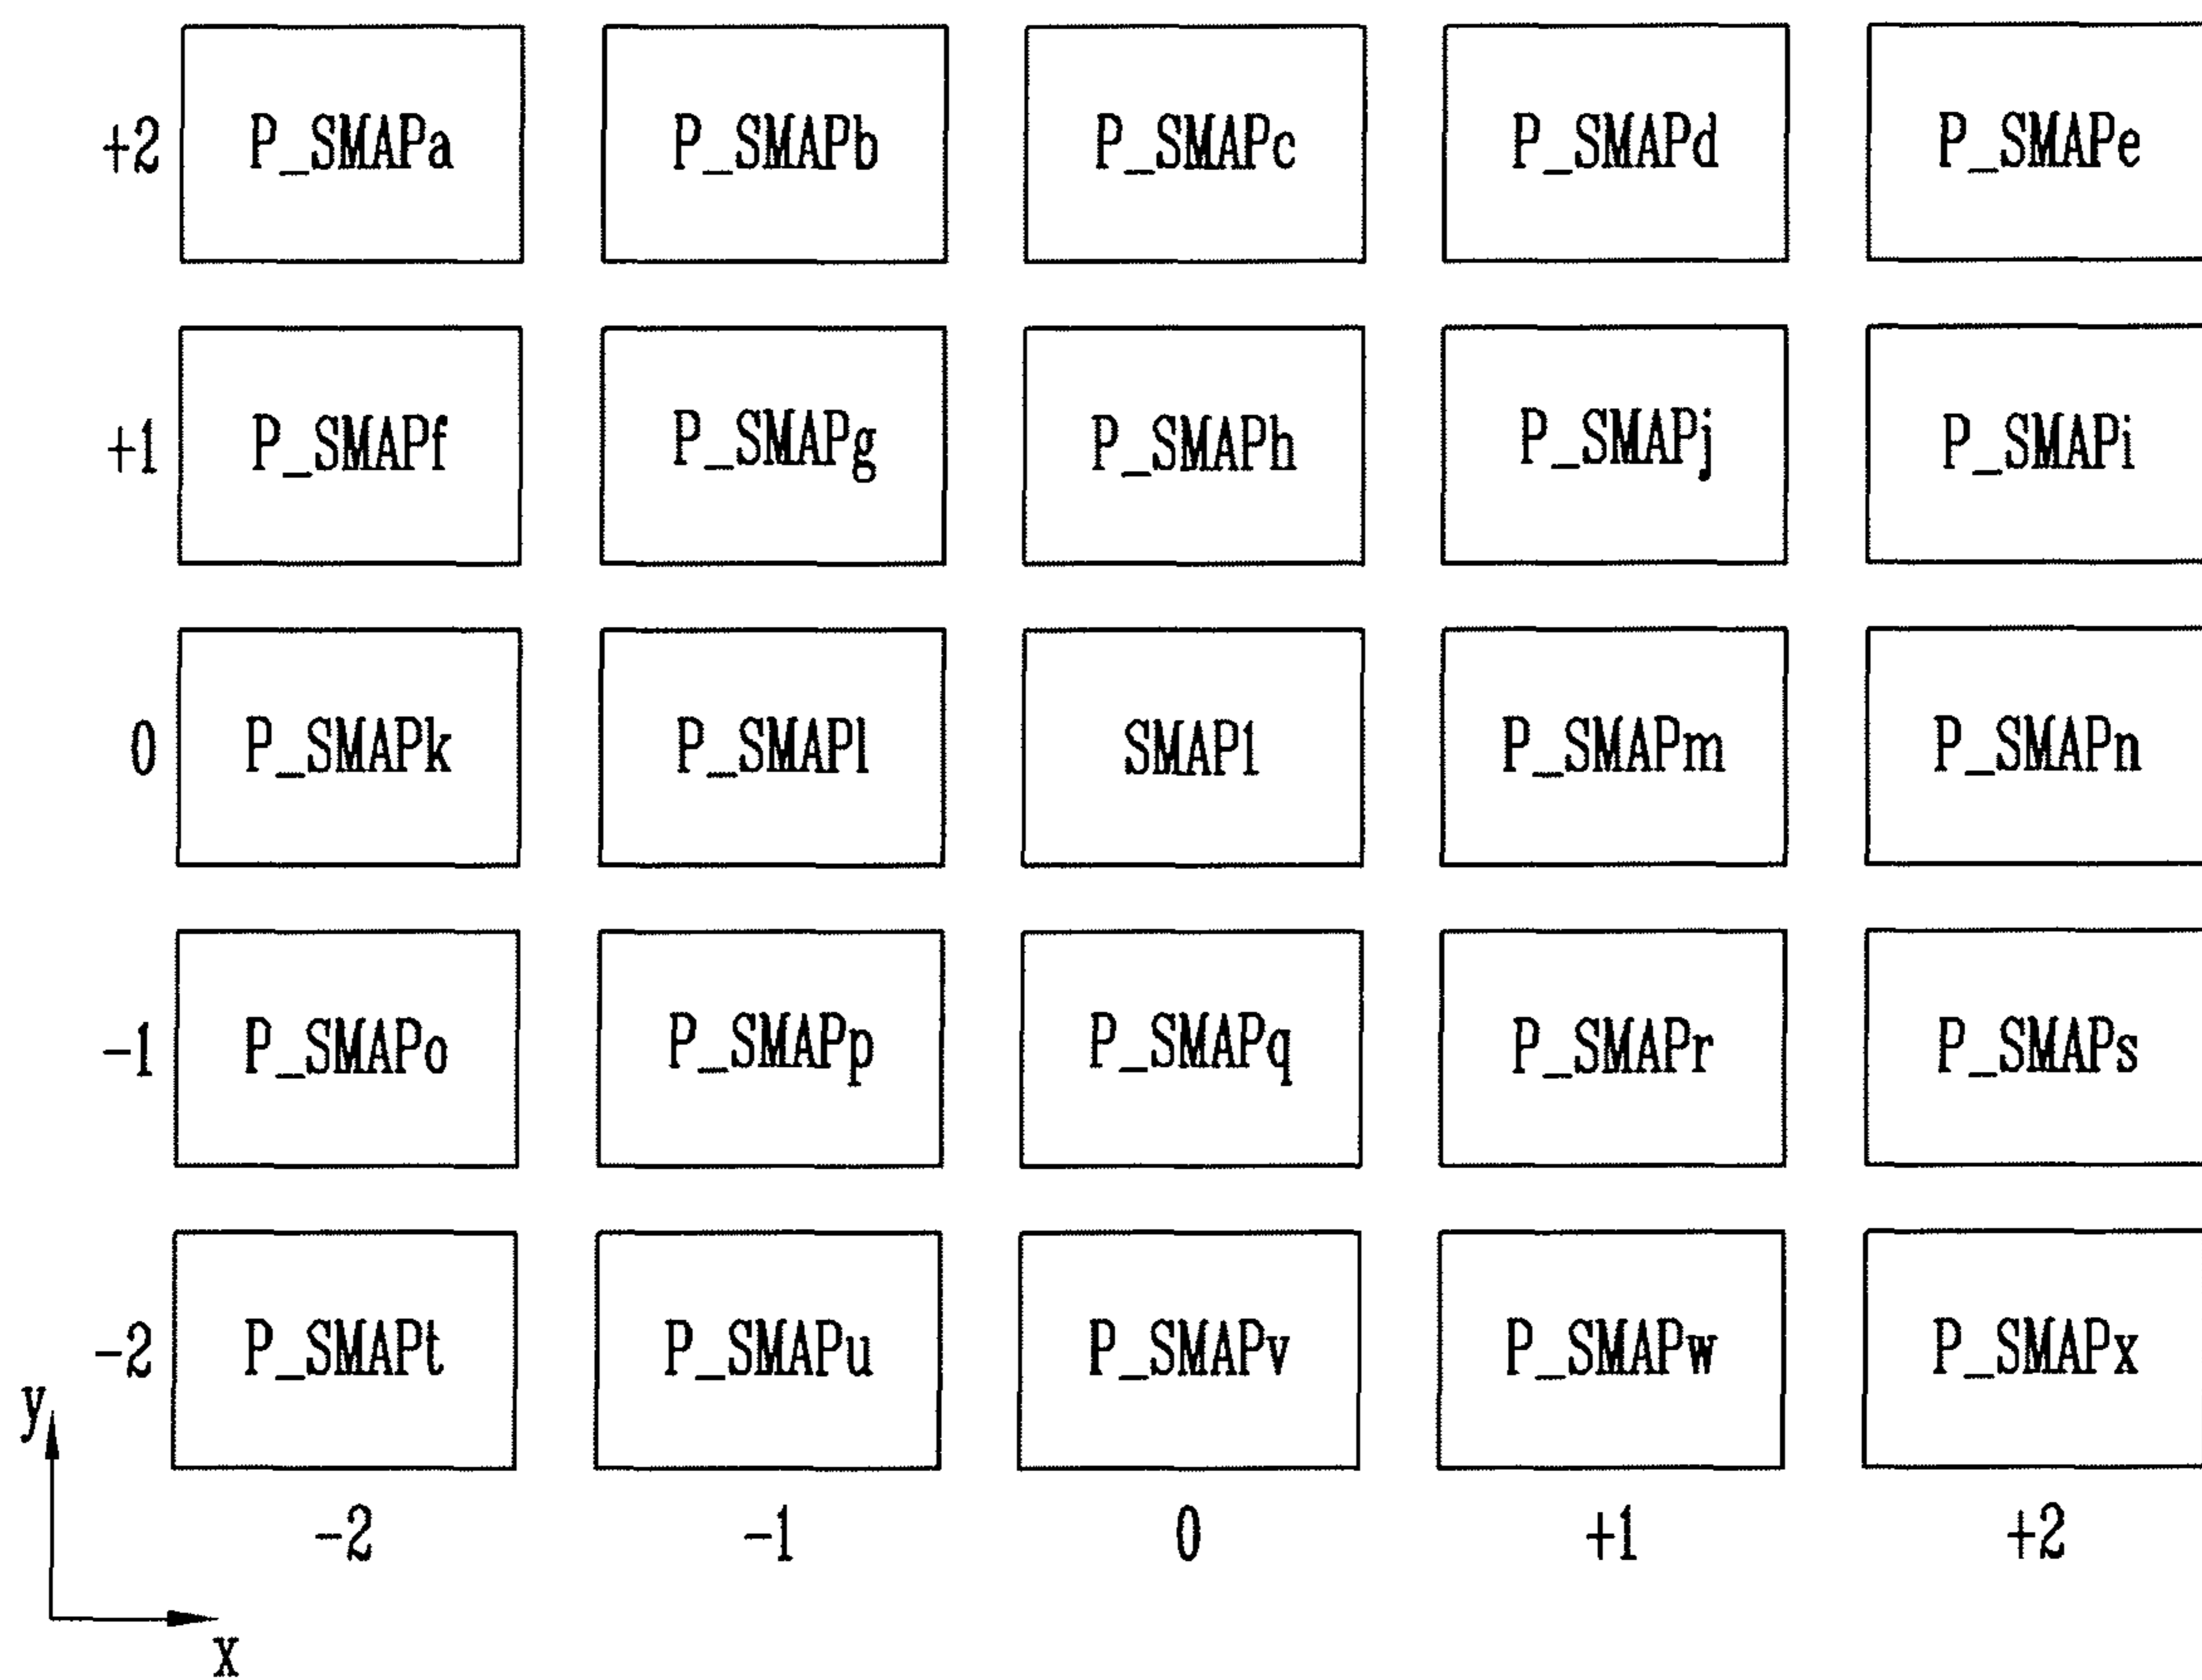 +2 P_SMAPa P_SMAPb P_SMAPc P_SMAPd P_SMAPe
+1 P_SMAPf P_SMAPg P_SMAPh P_SMAPj P_SMAPi
0 P_SMAPk P_SMAPl SMAP1 P_SMAPm P_SMAPn
-1 P_SMAPo P_SMAPp P_SMAPq P_SMAPr P_SMAPs
-2 P_SMAPt P_SMAPu P_SMAPv P_SMAPw P_SMAPx
y
-2 -1 0 +1 +2
x